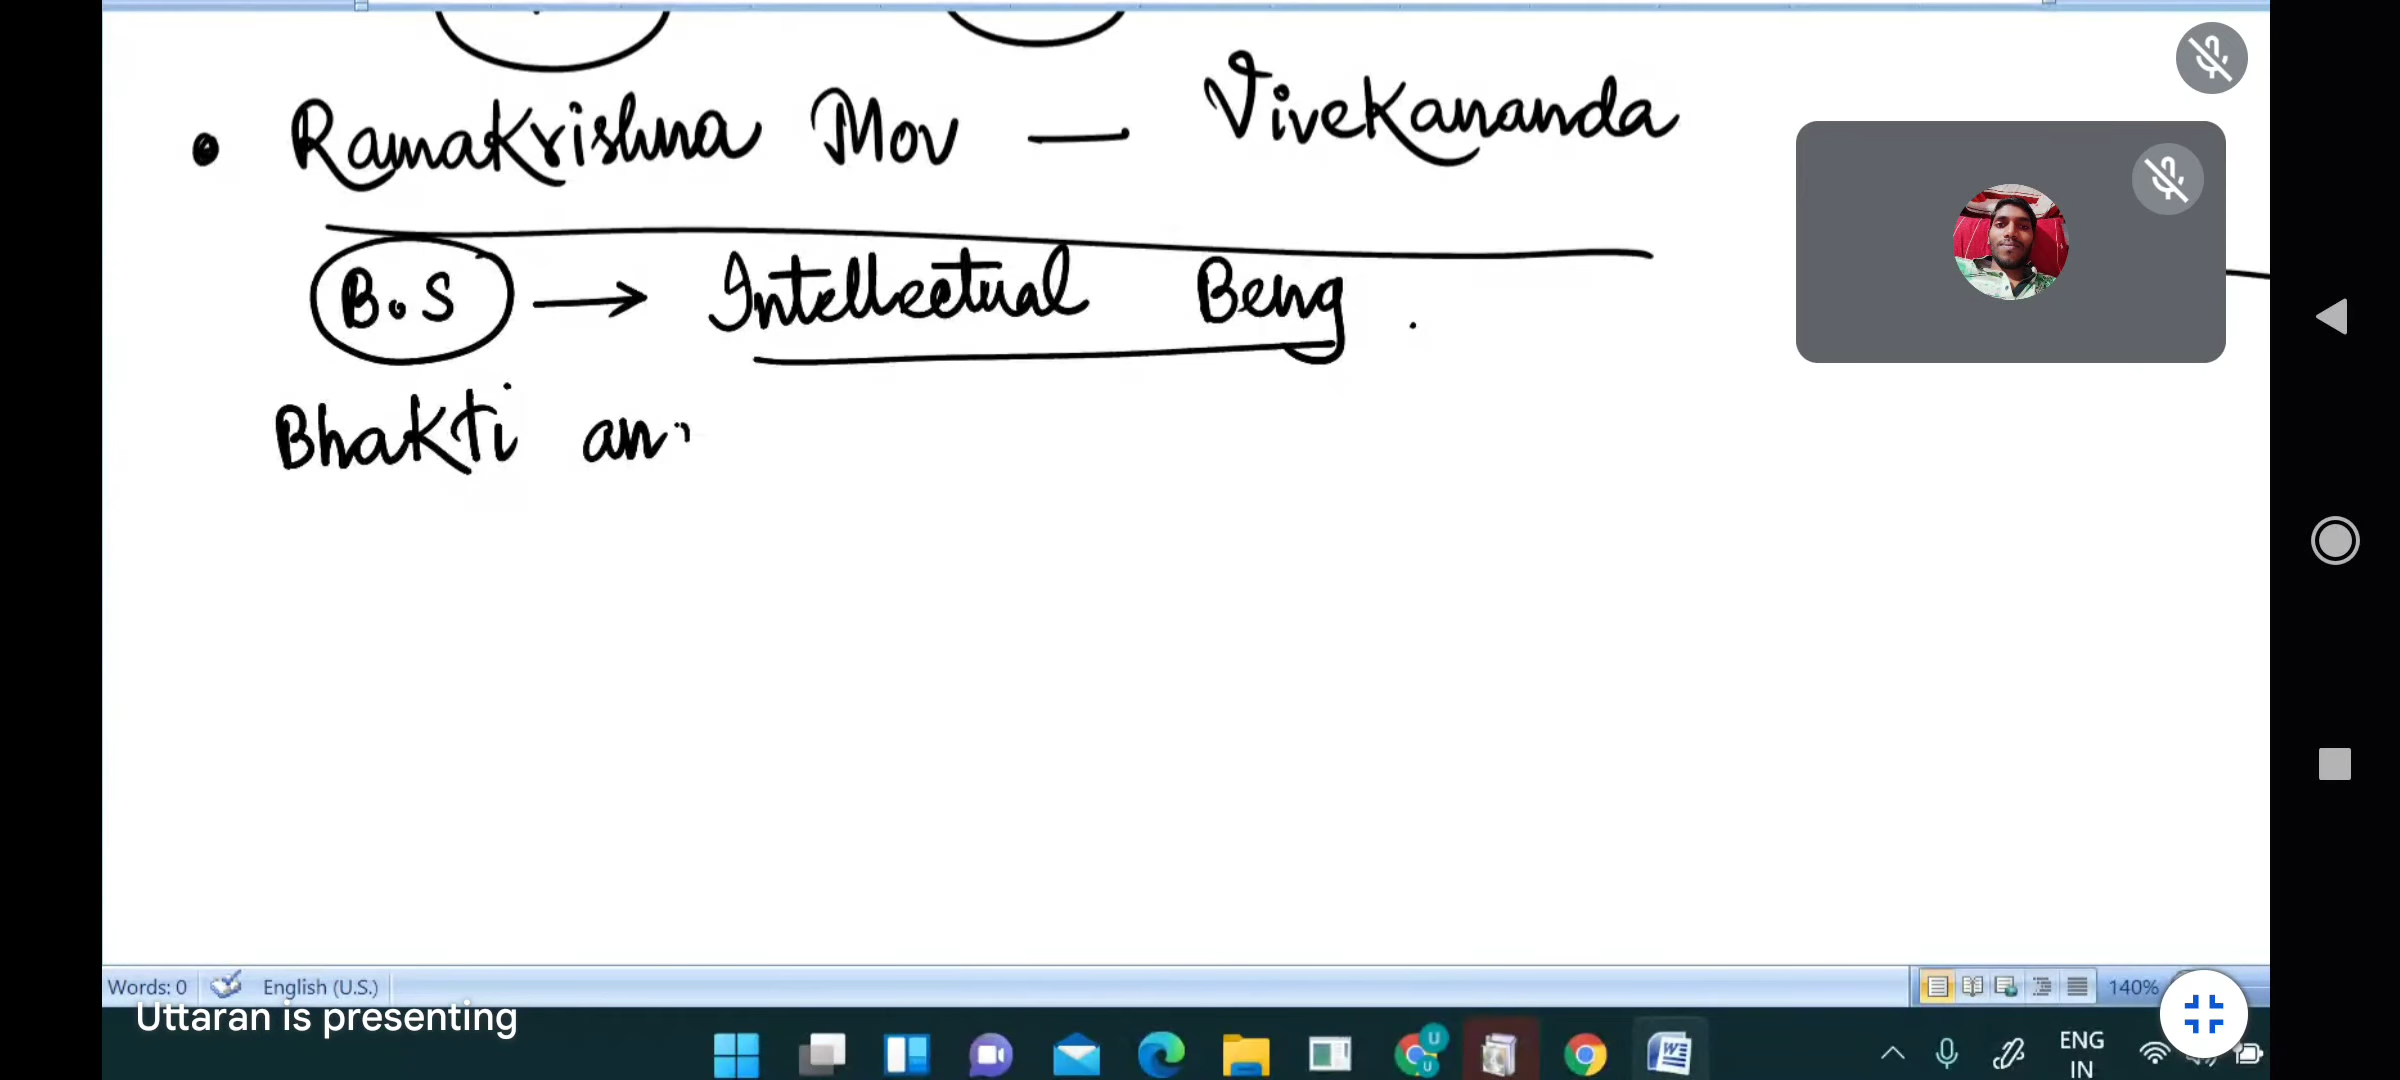 • Ramakrishna Mov — Vivekananda
B.S → Intellectual Beng .
Bhakti an
Words: 0 English (U.S.) 140%
Uttaran is presenting
U
U
ENG
IN